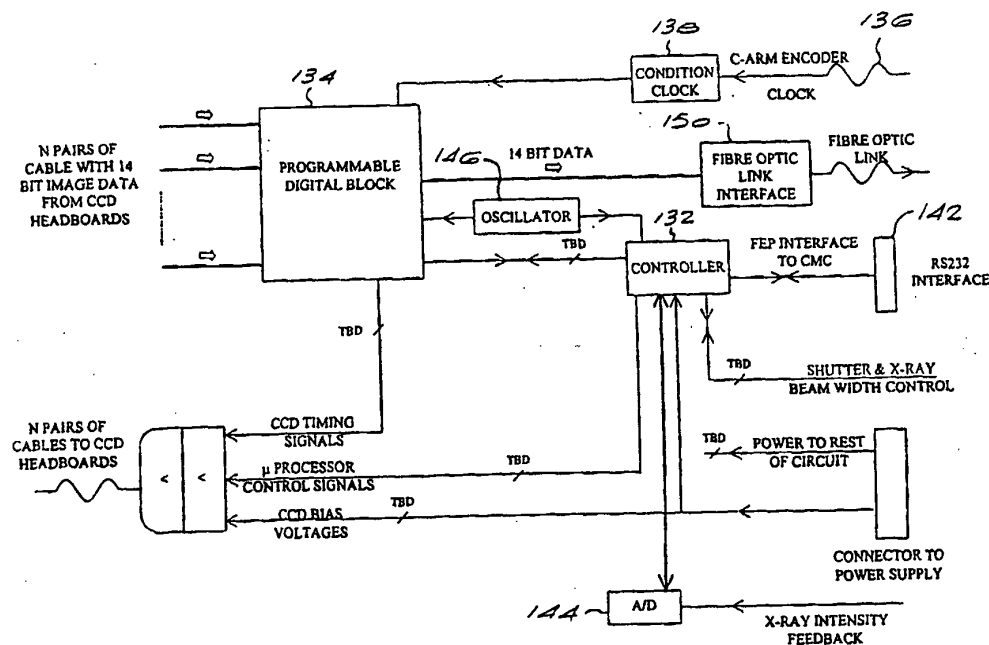 134
138
136
CONDITION
CLOCK
C-ARM ENCODER
CLOCK
N PAIRS OF
CABLE WITH 14
BIT IMAGE DATA
FROM CCD
HEADBOARDS
PROGRAMMABLE
DIGITAL BLOCK
146
14 BIT DATA
150
FIBRE OPTIC
LINK
INTERFACE
FIBRE OPTIC
LINK
OSCILLATOR
132
142
TBD
CONTROLLER
FEP INTERFACE
TO CMC
RS232
INTERFACE
TBD
TBD
SHUTTER & X-RAY
BEAM WIDTH CONTROL
N PAIRS OF
CABLES TO CCD
HEADBOARDS
CCD TIMING
SIGNALS
TBD
POWER TO REST
OF CIRCUIT
< <
μ PROCESSOR
CONTROL SIGNALS
TBD
CCD BIAS
VOLTAGES
TBD
CONNECTOR TO
POWER SUPPLY
144
A/D
X-RAY INTENSITY
FEEDBACK